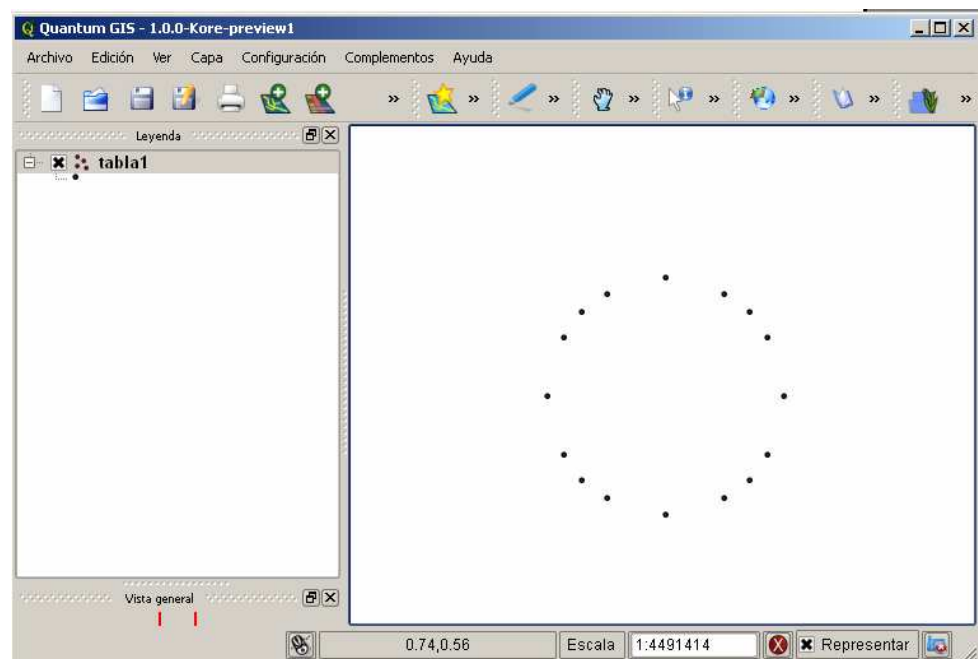 Quantum GIS - 1.0.0-Kore-preview1
Archivo Edición Ver Capa Configuración Complementos Ayuda
Leyenda
tabla1
Vista general
0.74,0.56 Escala 1:4491414 Representar